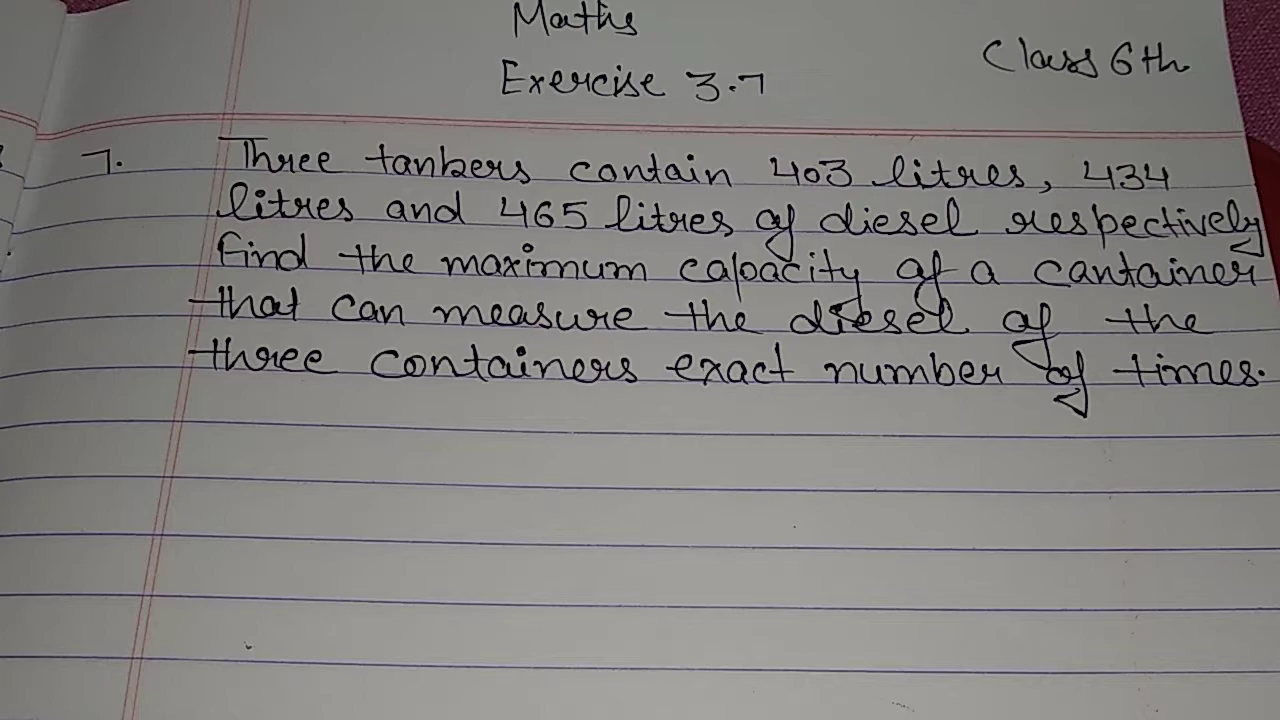 Maths
Class 6th
Exercise 3.7
7. Three tankers contain 403 litres, 434
litres and 465 litres of diesel respectively
find the maximum capacity of a cantainer
that can measure the diesel of the
three containers exact number of times.